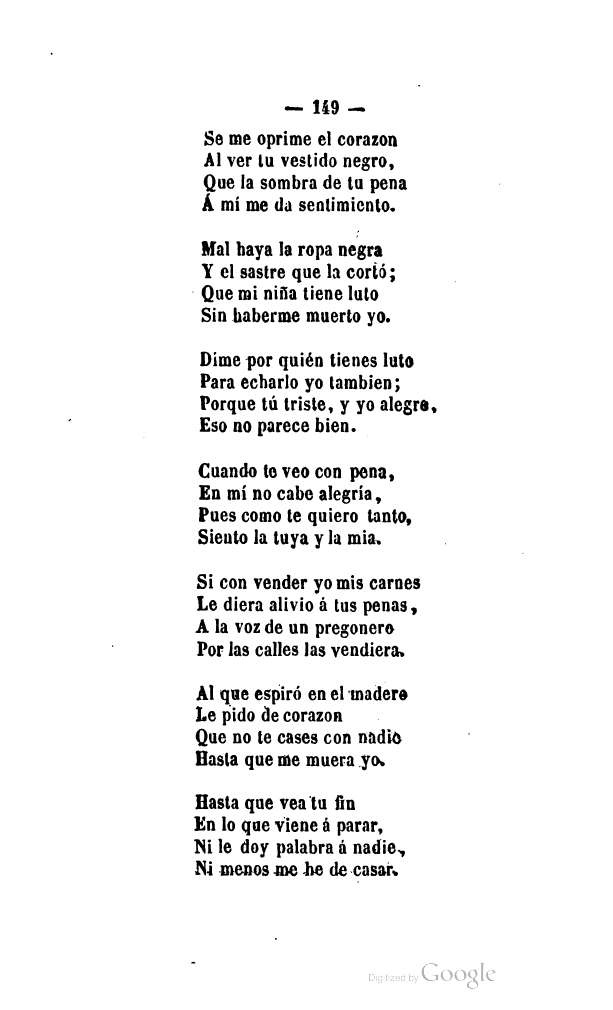 — 149 —
Se me oprime el corazon
Al ver tu vestido negro,
Que la sombra de tu pena
Á mí me da sentimiento.
Mal haya la ropa negra
Y el sastre que la cortó;
Que mi niña tiene luto
Sin haberme muerto yo.
Dime por quién tienes luto
Para echarlo yo tambien;
Porque tú triste, y yo alegre,
Eso no parece bien.
Cuando te veo con pena,
En mí no cabe alegría,
Pues como te quiero tanto,
Siento la tuya y la mia.
Si con vender yo mis carnes
Le diera alivio á tus penas,
A la voz de un pregonero
Por las calles las vendiera.
Al que espiró en el madero
Le pido de corazon
Que no te cases con nadie
Hasta que me muera yo.
Hasta que vea tu fin
En lo que viene á parar,
Ni le doy palabra á nadie,
Ni menos me he de casar.
Digitized by Google